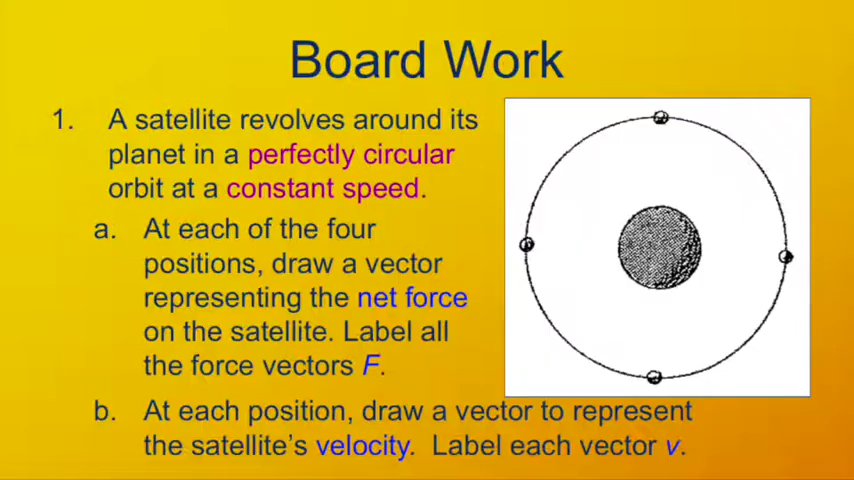 Board Work
1. A satellite revolves around its
planet in a perfectly circular
orbit at a constant speed.
a. At each of the four
positions, draw a vector
representing the net force
on the satellite. Label all
the force vectors F.
b. At each position, draw a vector to represent
the satellite's velocity. Label each vector v.